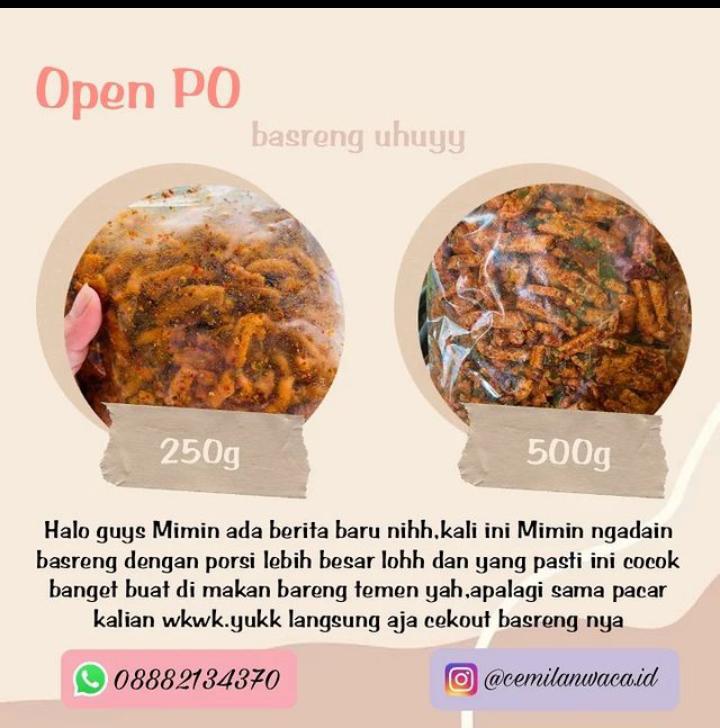 Open PO
basreng uhuyy
250g
500g
Halo guys Mimin ada berita baru nihh,kali ini Mimin ngadain
basreng dengan porsi lebih besar lohh dan yang pasti ini cocok
banget buat di makan bareng temen yah,apalagi sama pacar
kalian wkwk.yukk langsung aja cekout basreng nya
08882134370
@cemilanwaca.id